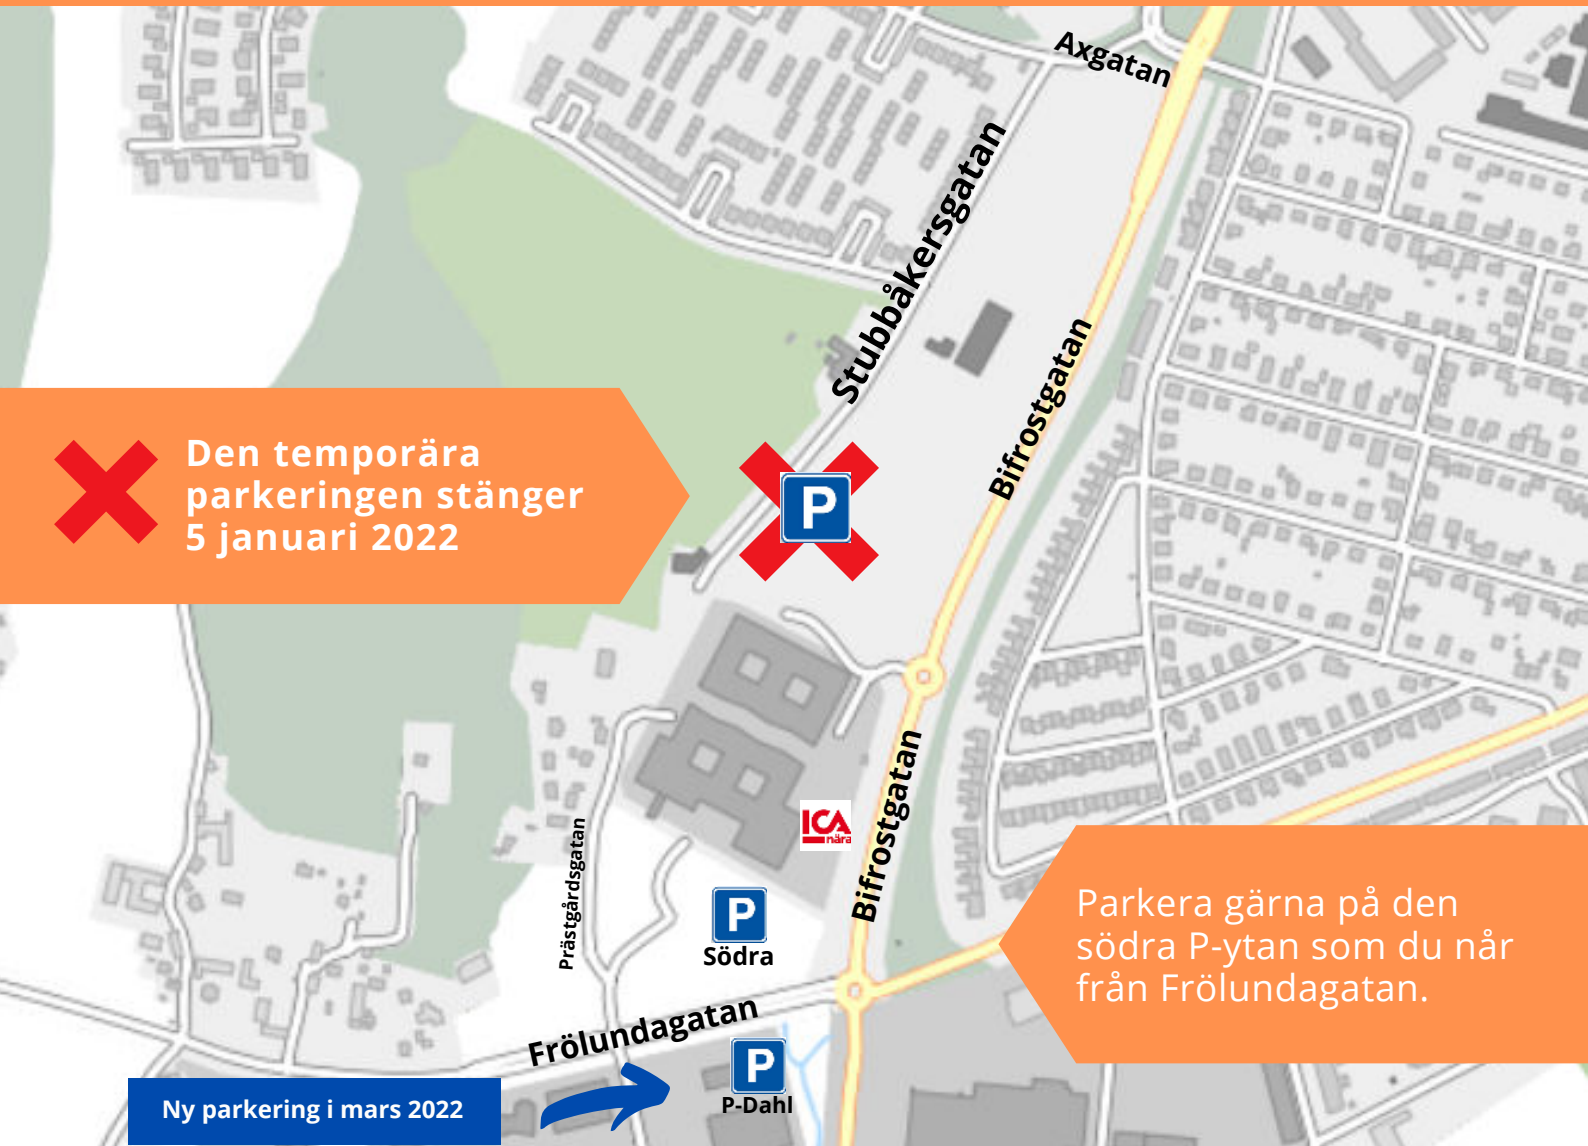 Axgatan
Stubbåkersgatan
Bifrostgatan
Den temporära
parkeringen stänger
5 januari 2022
P
Bifrostgatan
ICA
nära
Prästgårdsgatan
P
Södra
Parkera gärna på den
södra P-ytan som du når
från Frölundagatan.
Frölundagatan
P
P-Dahl
Ny parkering i mars 2022